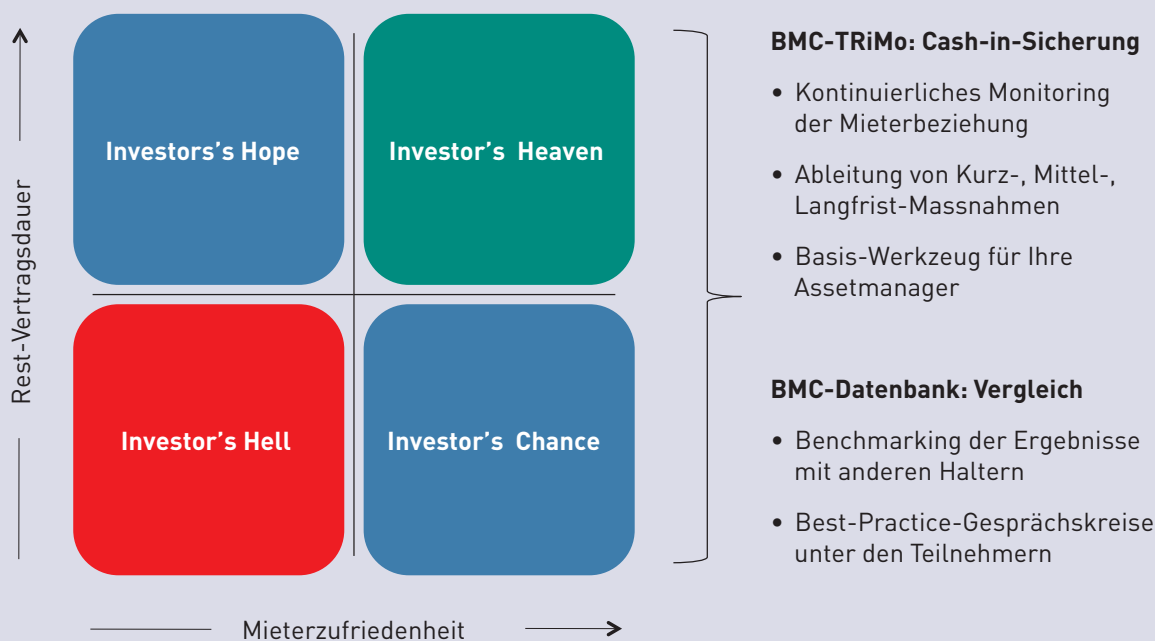 Rest-Vertragsdauer
Investors's Hope
Investor's  Heaven
Investor's Hell
Investor's  Chance
Mieterzufriedenheit
BMC-TRiMo: Cash-in-Sicherung
• Kontinuierliches Monitoring
der Mieterbeziehung
• Ableitung von Kurz-, Mittel-,
Langfrist-Massnahmen
• Basis-Werkzeug für Ihre
Assetmanager
BMC-Datenbank: Vergleich
• Benchmarking der Ergebnisse
mit anderen Haltern
• Best-Practice-Gesprächskreise
unter den Teilnehmern